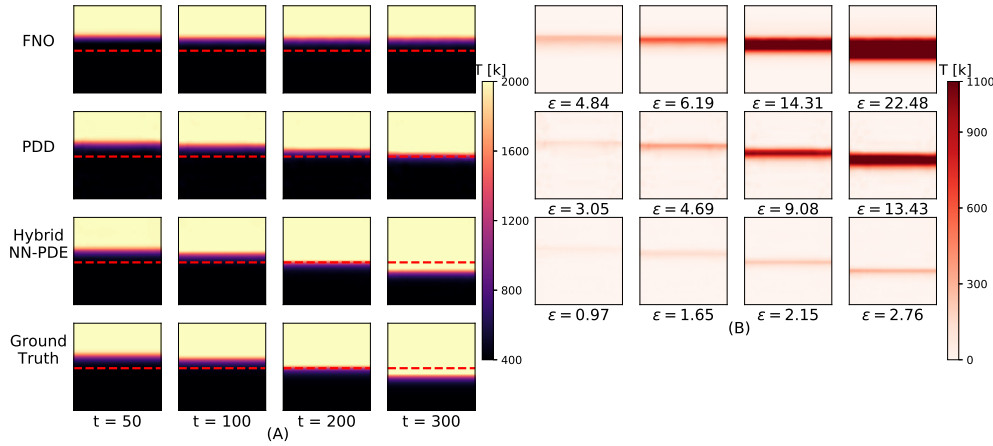 FNO
T [k]
2000
1600
1200
800
400
T [k]
1100
900
600
300
0
ε = 4.84
ε = 6.19
ε = 14.31
ε = 22.48
PDD
ε = 3.05
ε = 4.69
ε = 9.08
ε = 13.43
Hybrid
NN-PDE
ε = 0.97
ε = 1.65
ε = 2.15
ε = 2.76
(B)
Ground
Truth
t = 50
t = 100
t = 200
t = 300
(A)